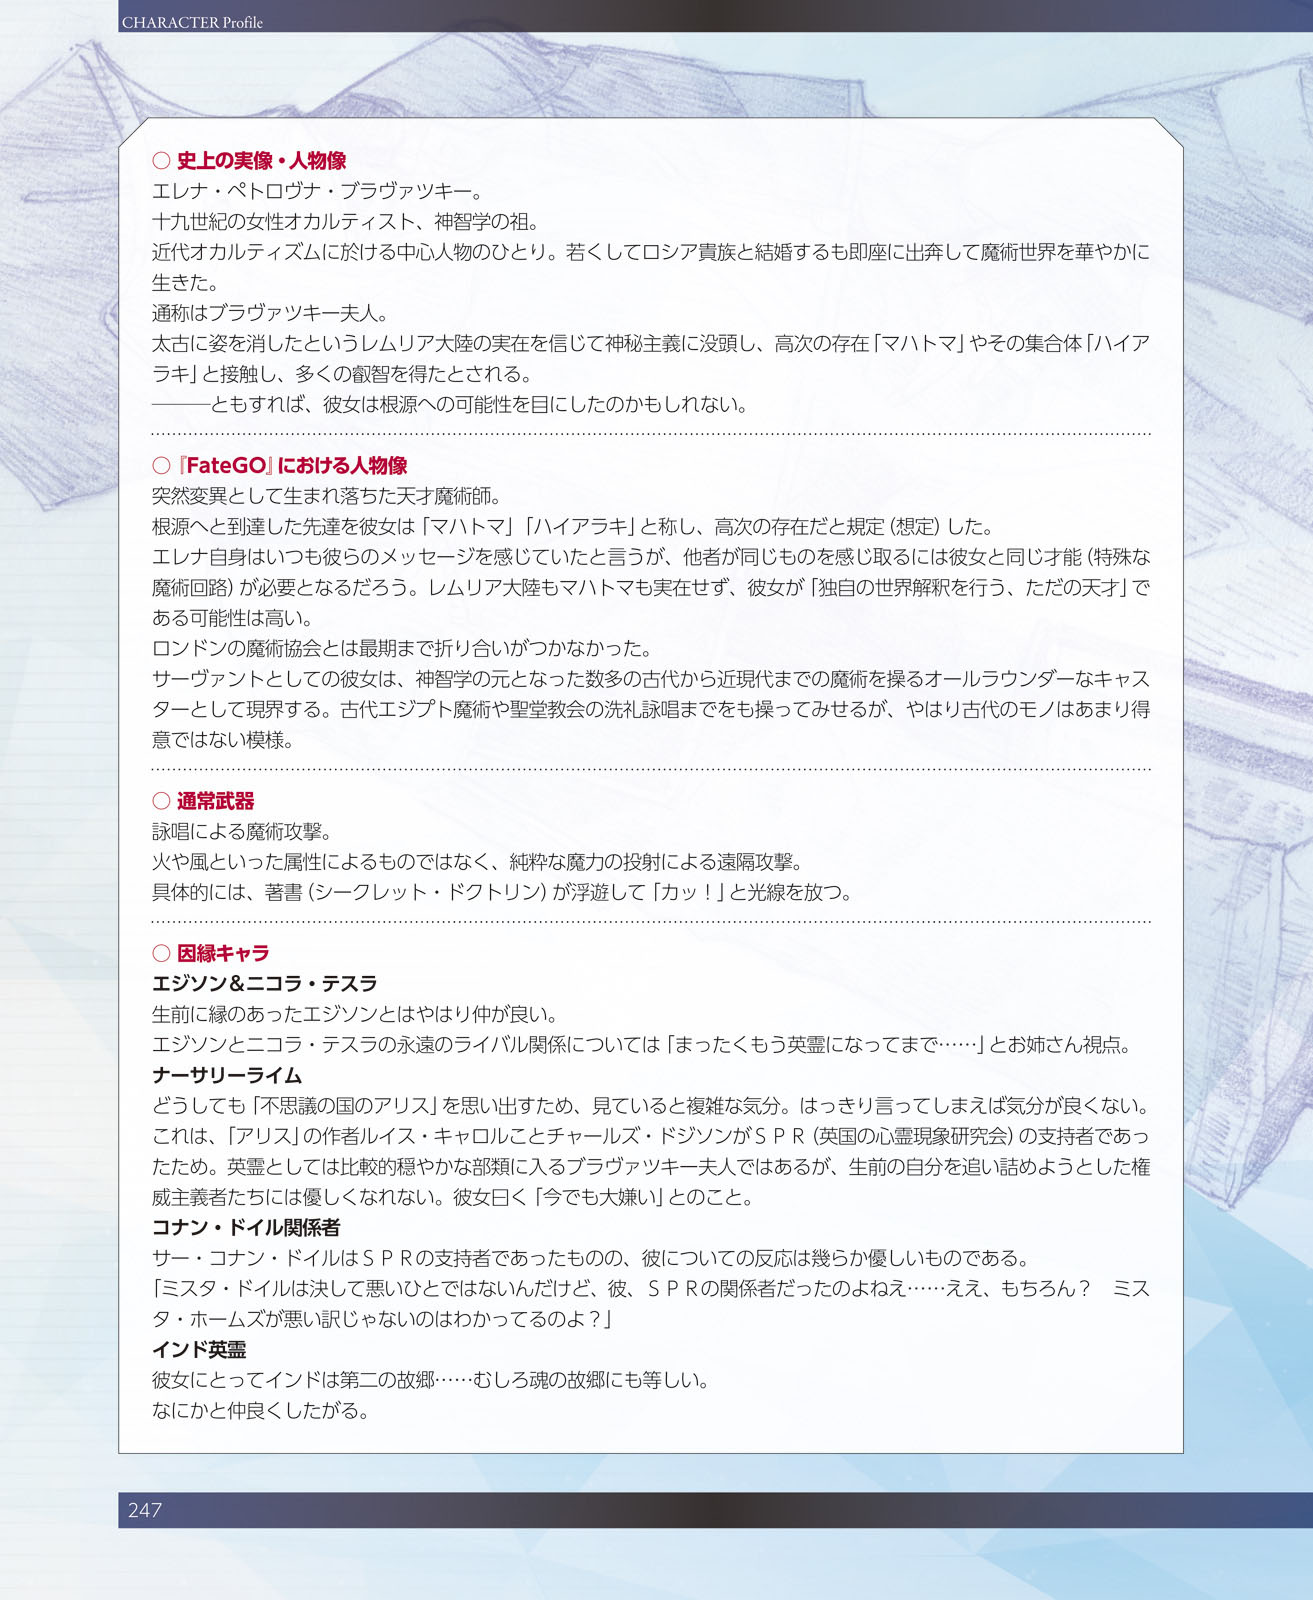 CHARACTER Profile
○ 史上の実像・人物像
エレナ・ペトロヴナ・ブラヴァツキー。
十九世紀の女性オカルティスト、神智学の祖。
近代オカルティズムに於ける中心人物のひとり。若くしてロシア貴族と結婚するも即座に出奔して魔術世界を華やかに
生きた。
通称はブラヴァツキー夫人。
太古に姿を消したというレムリア大陸の実在を信じて神秘主義に没頭し、高次の存在「マハトマ」やその集合体「ハイア
ラキ」と接触し、多くの叡智を得たとされる。
―――ともすれば、彼女は根源への可能性を目にしたのかもしれない。
○『FateGO』における人物像
突然変異として生まれ落ちた天才魔術師。
根源へと到達した先達を彼女は「マハトマ」「ハイアラキ」と称し、高次の存在だと規定（想定）した。
エレナ自身はいつも彼らのメッセージを感じていたと言うが、他者が同じものを感じ取るには彼女と同じ才能（特殊な
魔術回路）が必要となるだろう。レムリア大陸もマハトマも実在せず、彼女が「独自の世界解釈を行う、ただの天才」で
ある可能性は高い。
ロンドンの魔術協会とは最期まで折り合いがつかなかった。
サーヴァントとしての彼女は、神智学の元となった数多の古代から近現代までの魔術を操るオールラウンダーなキャス
ターとして現界する。古代エジプト魔術や聖堂教会の洗礼詠唱までをも操ってみせるが、やはり古代のモノはあまり得
意ではない模様。
○ 通常武器
詠唱による魔術攻撃。
火や風といった属性によるものではなく、純粋な魔力の投射による遠隔攻撃。
具体的には、著書（シークレット・ドクトリン）が浮遊して「カッ！」と光線を放つ。
○ 因縁キャラ
エジソン＆ニコラ・テスラ
生前に縁のあったエジソンとはやはり仲が良い。
エジソンとニコラ・テスラの永遠のライバル関係については「まったくもう英霊になってまで……」とお姉さん視点。
ナーサリーライム
どうしても「不思議の国のアリス」を思い出すため、見ていると複雑な気分。はっきり言ってしまえば気分が良くない。
これは、「アリス」の作者ルイス・キャロルことチャールズ・ドジソンがＳＰＲ（英国の心霊現象研究会）の支持者であっ
たため。英霊としては比較的穏やかな部類に入るブラヴァツキー夫人ではあるが、生前の自分を追い詰めようとした権
威主義者たちには優しくなれない。彼女曰く「今でも大嫌い」とのこと。
コナン・ドイル関係者
サー・コナン・ドイルはＳＰＲの支持者であったものの、彼についての反応は幾らか優しいものである。
「ミスタ・ドイルは決して悪いひとではないんだけど、彼、ＳＰＲの関係者だったのよねえ……ええ、もちろん？　ミス
タ・ホームズが悪い訳じゃないのはわかってるのよ？」
インド英霊
彼女にとってインドは第二の故郷……むしろ魂の故郷にも等しい。
なにかと仲良くしたがる。
247